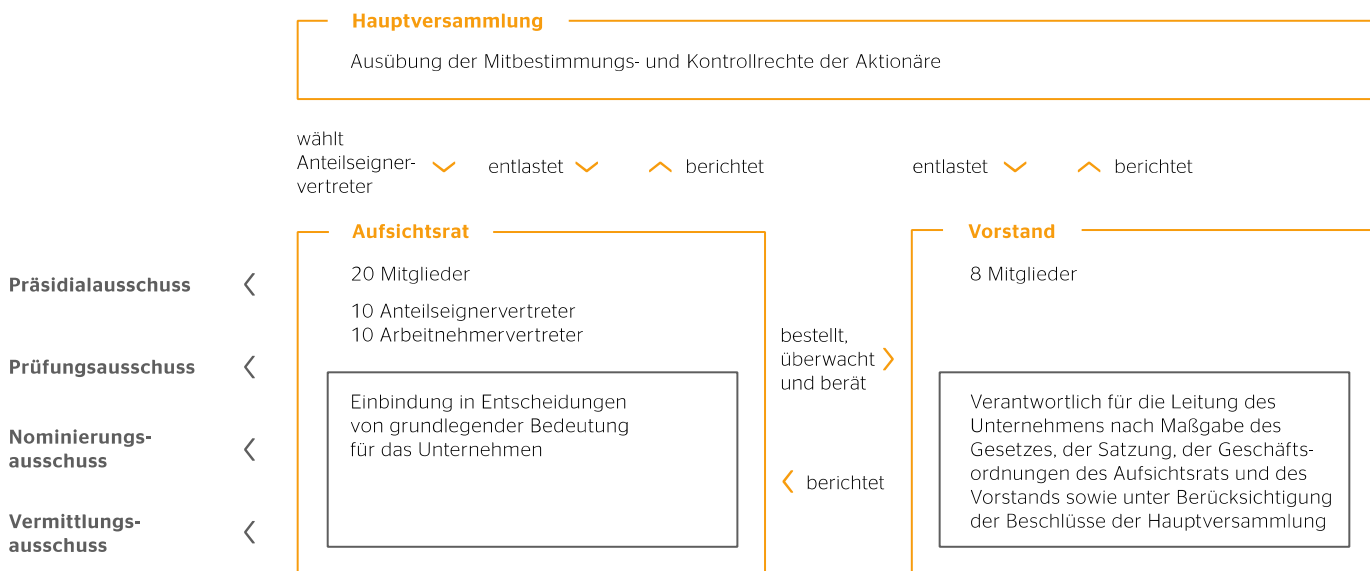 Hauptversammlung
Ausübung der Mitbestimmungs- und Kontrollrechte der Aktionäre
wählt
Anteilseigner-
vertreter
entlastet
berichtet
entlastet
berichtet
Präsidialausschuss
Prüfungsausschuss
Nominierungs-
ausschuss
Vermittlungs-
ausschuss
Aufsichtsrat
20 Mitglieder
10 Anteilseignervertreter
10 Arbeitnehmervertreter
Einbindung in Entscheidungen
von grundlegender Bedeutung
für das Unternehmen
bestellt,
überwacht
und berät
berichtet
Vorstand
8 Mitglieder
Verantwortlich für die Leitung des
Unternehmens nach Maßgabe des
Gesetzes, der Satzung, der Geschäfts-
ordnungen des Aufsichtsrats und des
Vorstands sowie unter Berücksichtigung
der Beschlüsse der Hauptversammlung